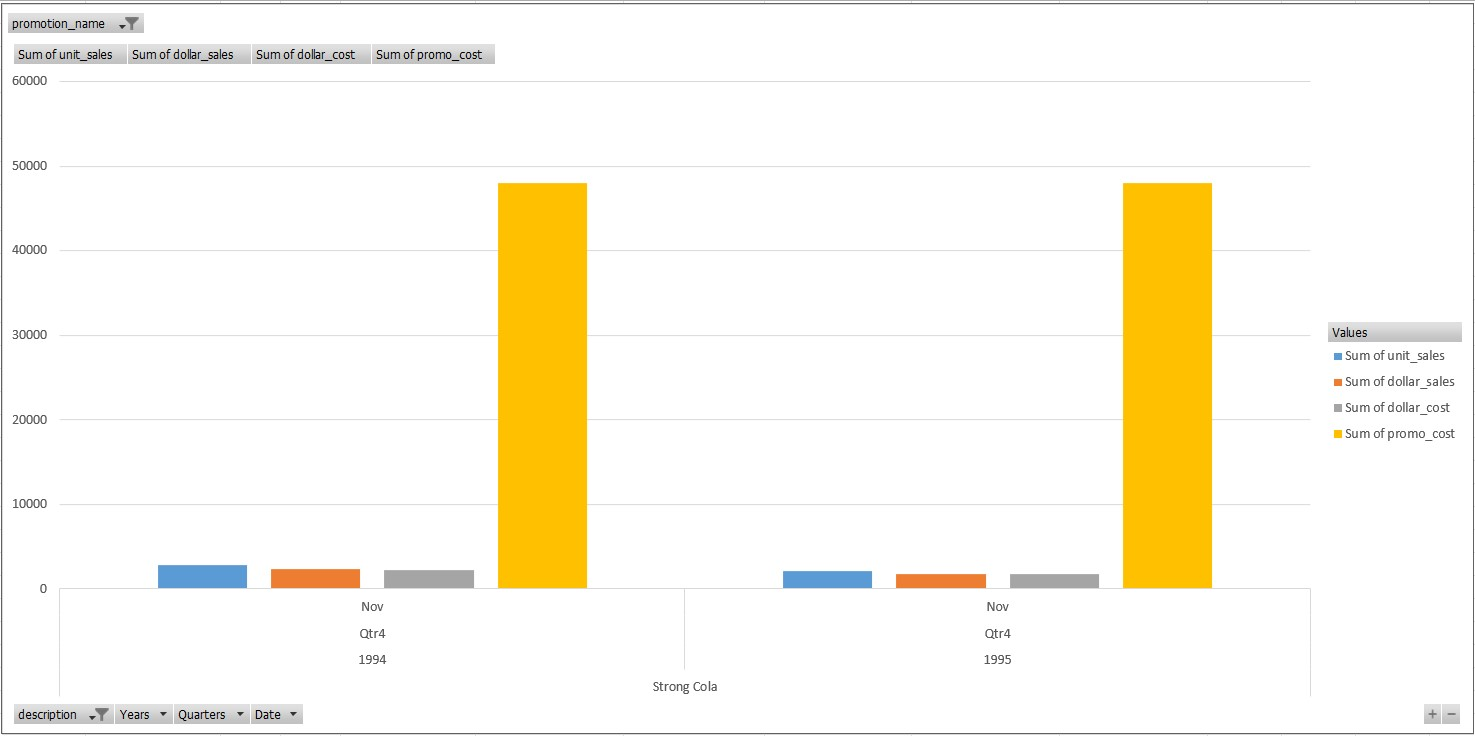 promotion_name
Sum of unit_sales Sum of dollar_sales Sum of dollar_cost Sum of promo_cost
60000
50000
40000
30000
20000
10000
0
Values
Sum of unit_sales
Sum of dollar_sales
Sum of dollar_cost
Sum of promo_cost
Nov Nov
Qtr4 Qtr4
1994 1995
Strong Cola
description Years Quarters Date
+ −